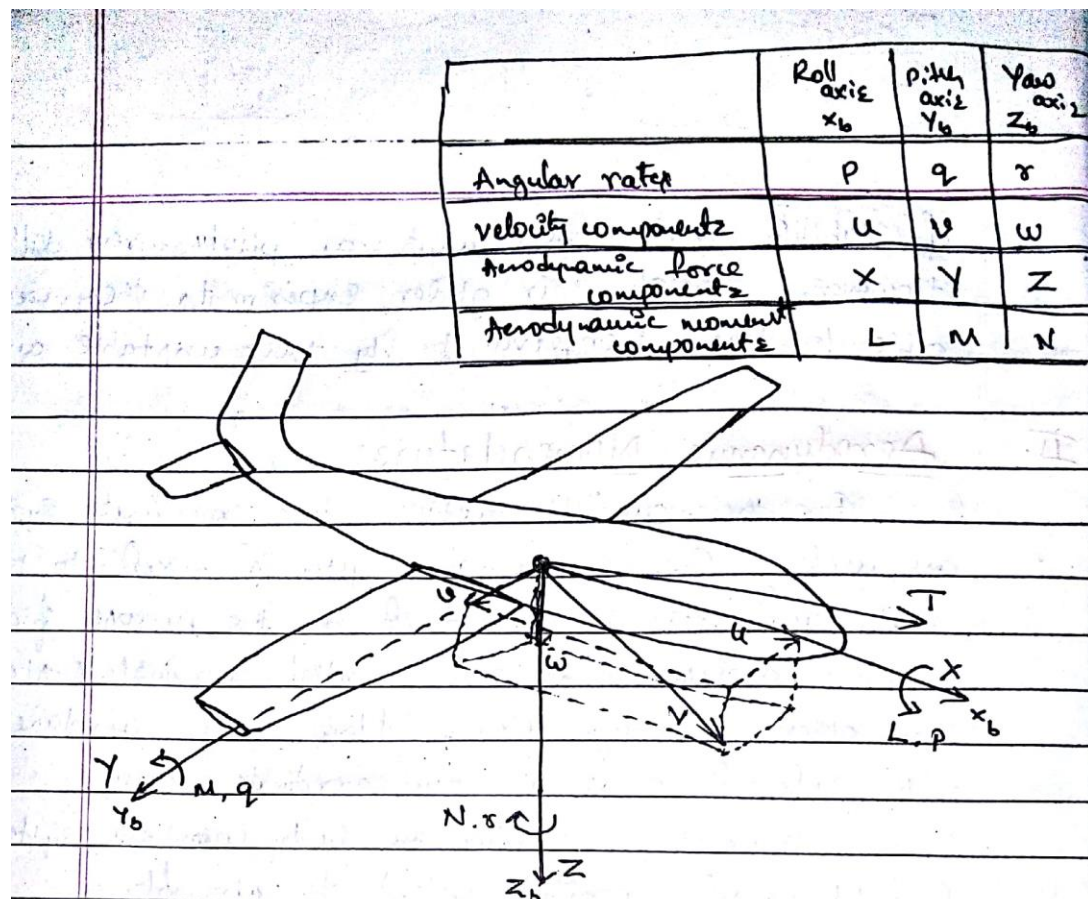 Roll axis Pitch axis Yaw axis
x_b Y_b Z_b
Angular rates P q r
velocity components u v w
Aerodynamic force components X Y Z
Aerodynamic moment components L M N
T
v
u
w
V
X
x_b
L, p
Y
Y_b
M, q
N, r
Z
Z_b